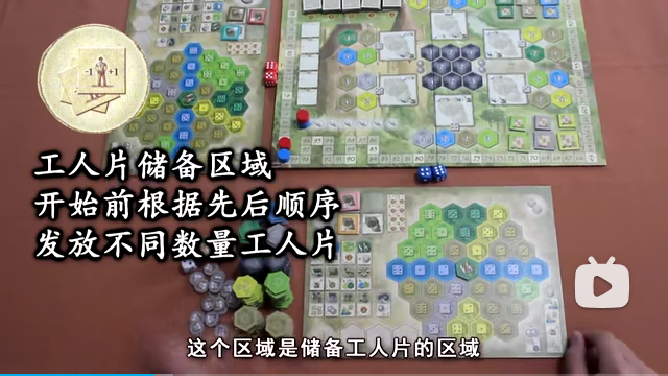 工人片储备区域
开始前根据先后顺序
发放不同数量工人片
这个区域是储备工人片的区域